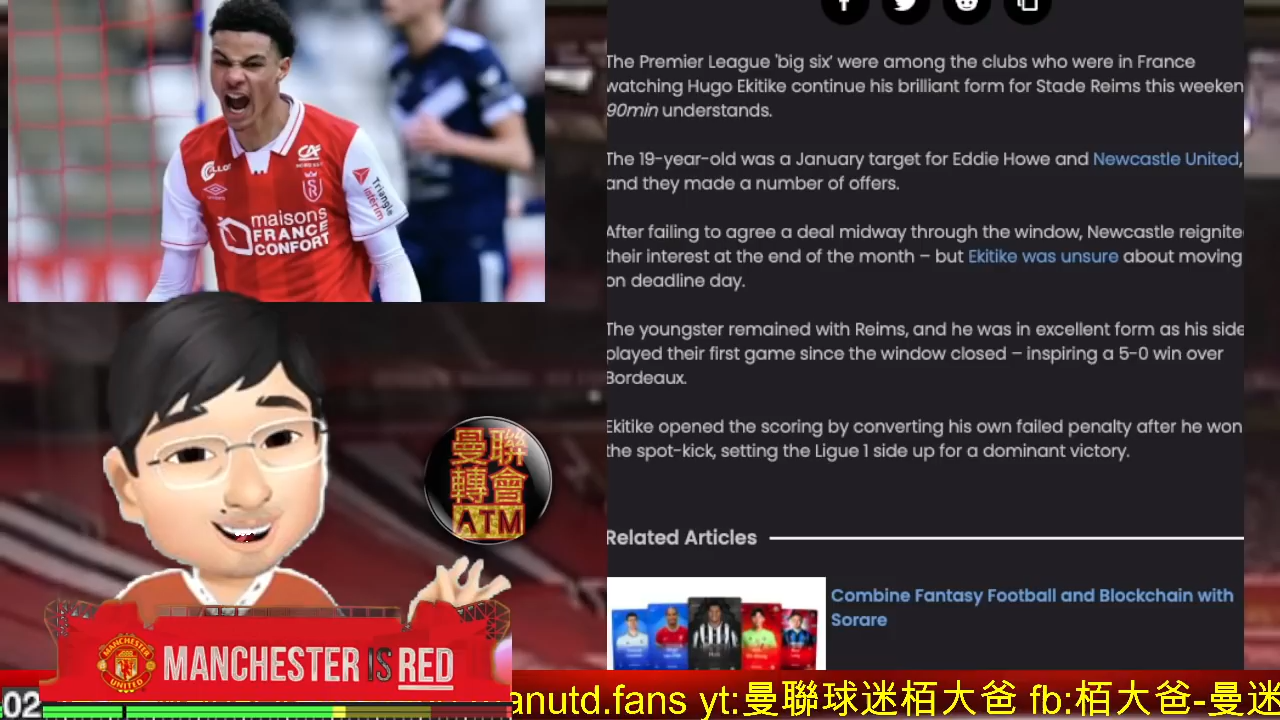 The Premier League 'big six' were among the clubs who were in France
watching Hugo Ekitike continue his brilliant form for Stade Reims this weeken
90min understands.
The 19-year-old was a January target for Eddie Howe and Newcastle United,
and they made a number of offers.
After failing to agree a deal midway through the window, Newcastle reignite
their interest at the end of the month – but Ekitike was unsure about moving
on deadline day.
The youngster remained with Reims, and he was in excellent form as his side
played their first game since the window closed – inspiring a 5-0 win over
Bordeaux.
Ekitike opened the scoring by converting his own failed penalty after he won
the spot-kick, setting the Ligue 1 side up for a dominant victory.
Related Articles
Combine Fantasy Football and Blockchain with
Sorare
CA
Triangle
Intérim
umbro
maisons
FRANCE
CONFORT
曼聯
轉會
ATM
MANCHESTER
UNITED
MANCHESTER IS RED
02
anutd.fans yt:曼聯球迷栢大爸 fb:栢大爸-曼迷